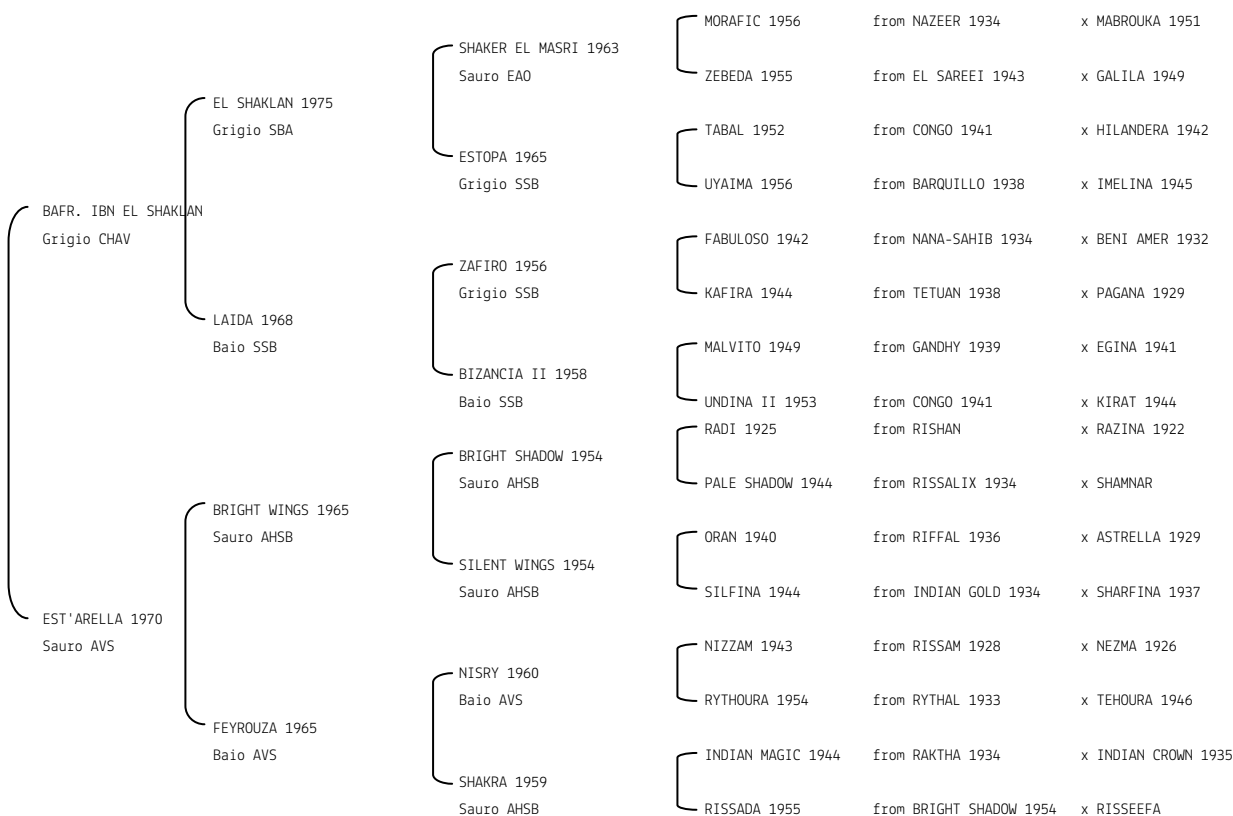 MORAFIC 1956 from NAZEER 1934 x MABROUKA 1951
SHAKER EL MASRI 1963
Sauro EAO ZEBEDA 1955 from EL SAREEI 1943 x GALILA 1949
EL SHAKLAN 1975
Grigio SBA TABAL 1952 from CONGO 1941 x HILANDERA 1942
ESTOPA 1965
Grigio SSB UYAIMA 1956 from BARQUILLO 1938 x IMELINA 1945
BAFR. IBN EL SHAKLAN
Grigio CHAV FABULOSO 1942 from NANA-SAHIB 1934 x BENI AMER 1932
ZAFIRO 1956
Grigio SSB KAFIRA 1944 from TETUAN 1938 x PAGANA 1929
LAIDA 1968
Baio SSB MALVITO 1949 from GANDHY 1939 x EGINA 1941
BIZANCIA II 1958
Baio SSB UNDINA II 1953 from CONGO 1941 x KIRAT 1944
RADI 1925 from RISHAN x RAZINA 1922
BRIGHT SHADOW 1954
Sauro AHSB PALE SHADOW 1944 from RISSALIX 1934 x SHAMNAR
BRIGHT WINGS 1965
Sauro AHSB ORAN 1940 from RIFFAL 1936 x ASTRELLA 1929
SILENT WINGS 1954
Sauro AHSB SILFINA 1944 from INDIAN GOLD 1934 x SHARFINA 1937
EST'ARELLA 1970
Sauro AVS NIZZAM 1943 from RISSAM 1928 x NEZMA 1926
NISRY 1960
Baio AVS RYTHOURA 1954 from RYTHAL 1933 x TEHOURA 1946
FEYROUZA 1965
Baio AVS INDIAN MAGIC 1944 from RAKTHA 1934 x INDIAN CROWN 1935
SHAKRA 1959
Sauro AHSB RISSADA 1955 from BRIGHT SHADOW 1954 x RISSEEFA